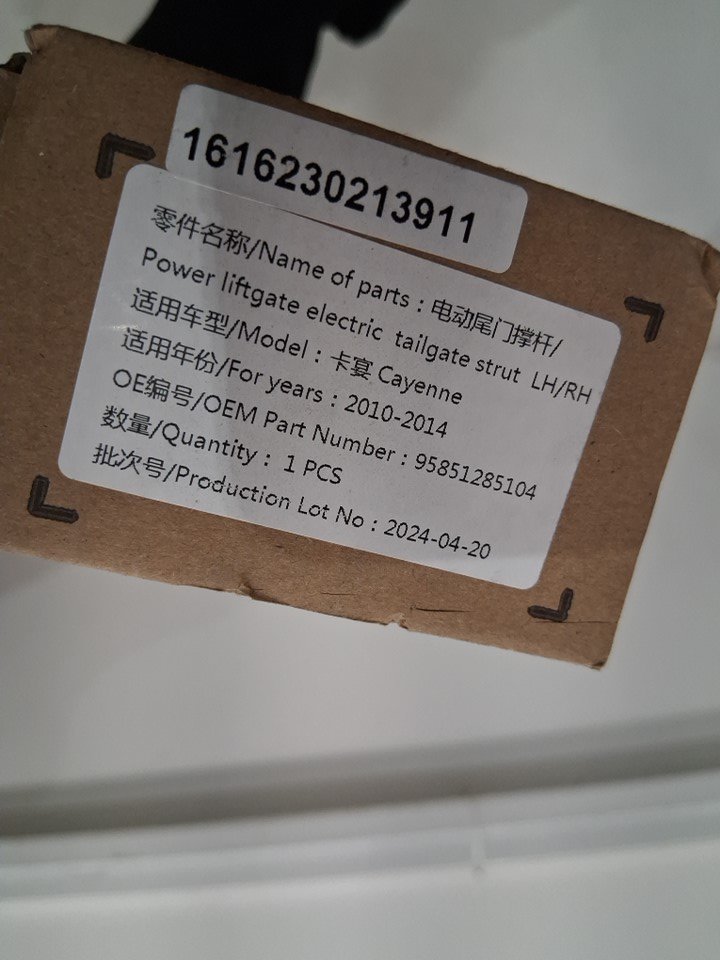 1616230213911
零件名称/Name of parts：电动尾门撑杆/
Power liftgate electric tailgate strut LH/RH
适用车型/Model：卡宴 Cayenne
适用年份/For years：2010-2014
OE编号/OEM Part Number：95851285104
数量/Quantity：1 PCS
批次号/Production Lot No：2024-04-20